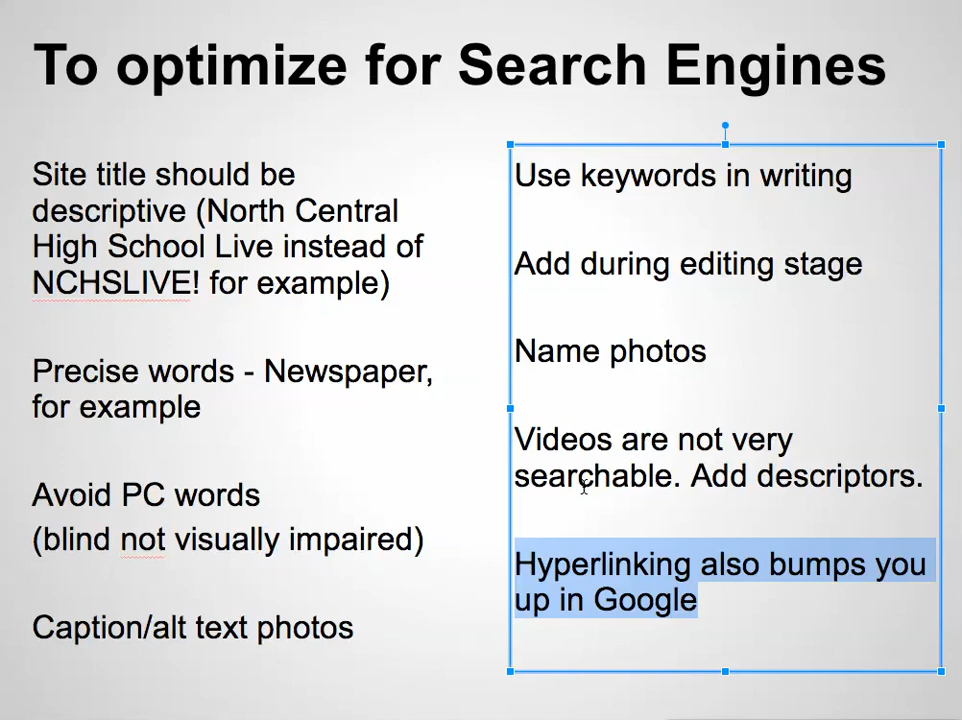 To optimize for Search Engines
Site title should be
descriptive (North Central
High School Live instead of
NCHSLIVE! for example)
Precise words - Newspaper,
for example
Avoid PC words
(blind not visually impaired)
Caption/alt text photos
Use keywords in writing
Add during editing stage
Name photos
Videos are not very
searchable. Add descriptors.
Hyperlinking also bumps you
up in Google